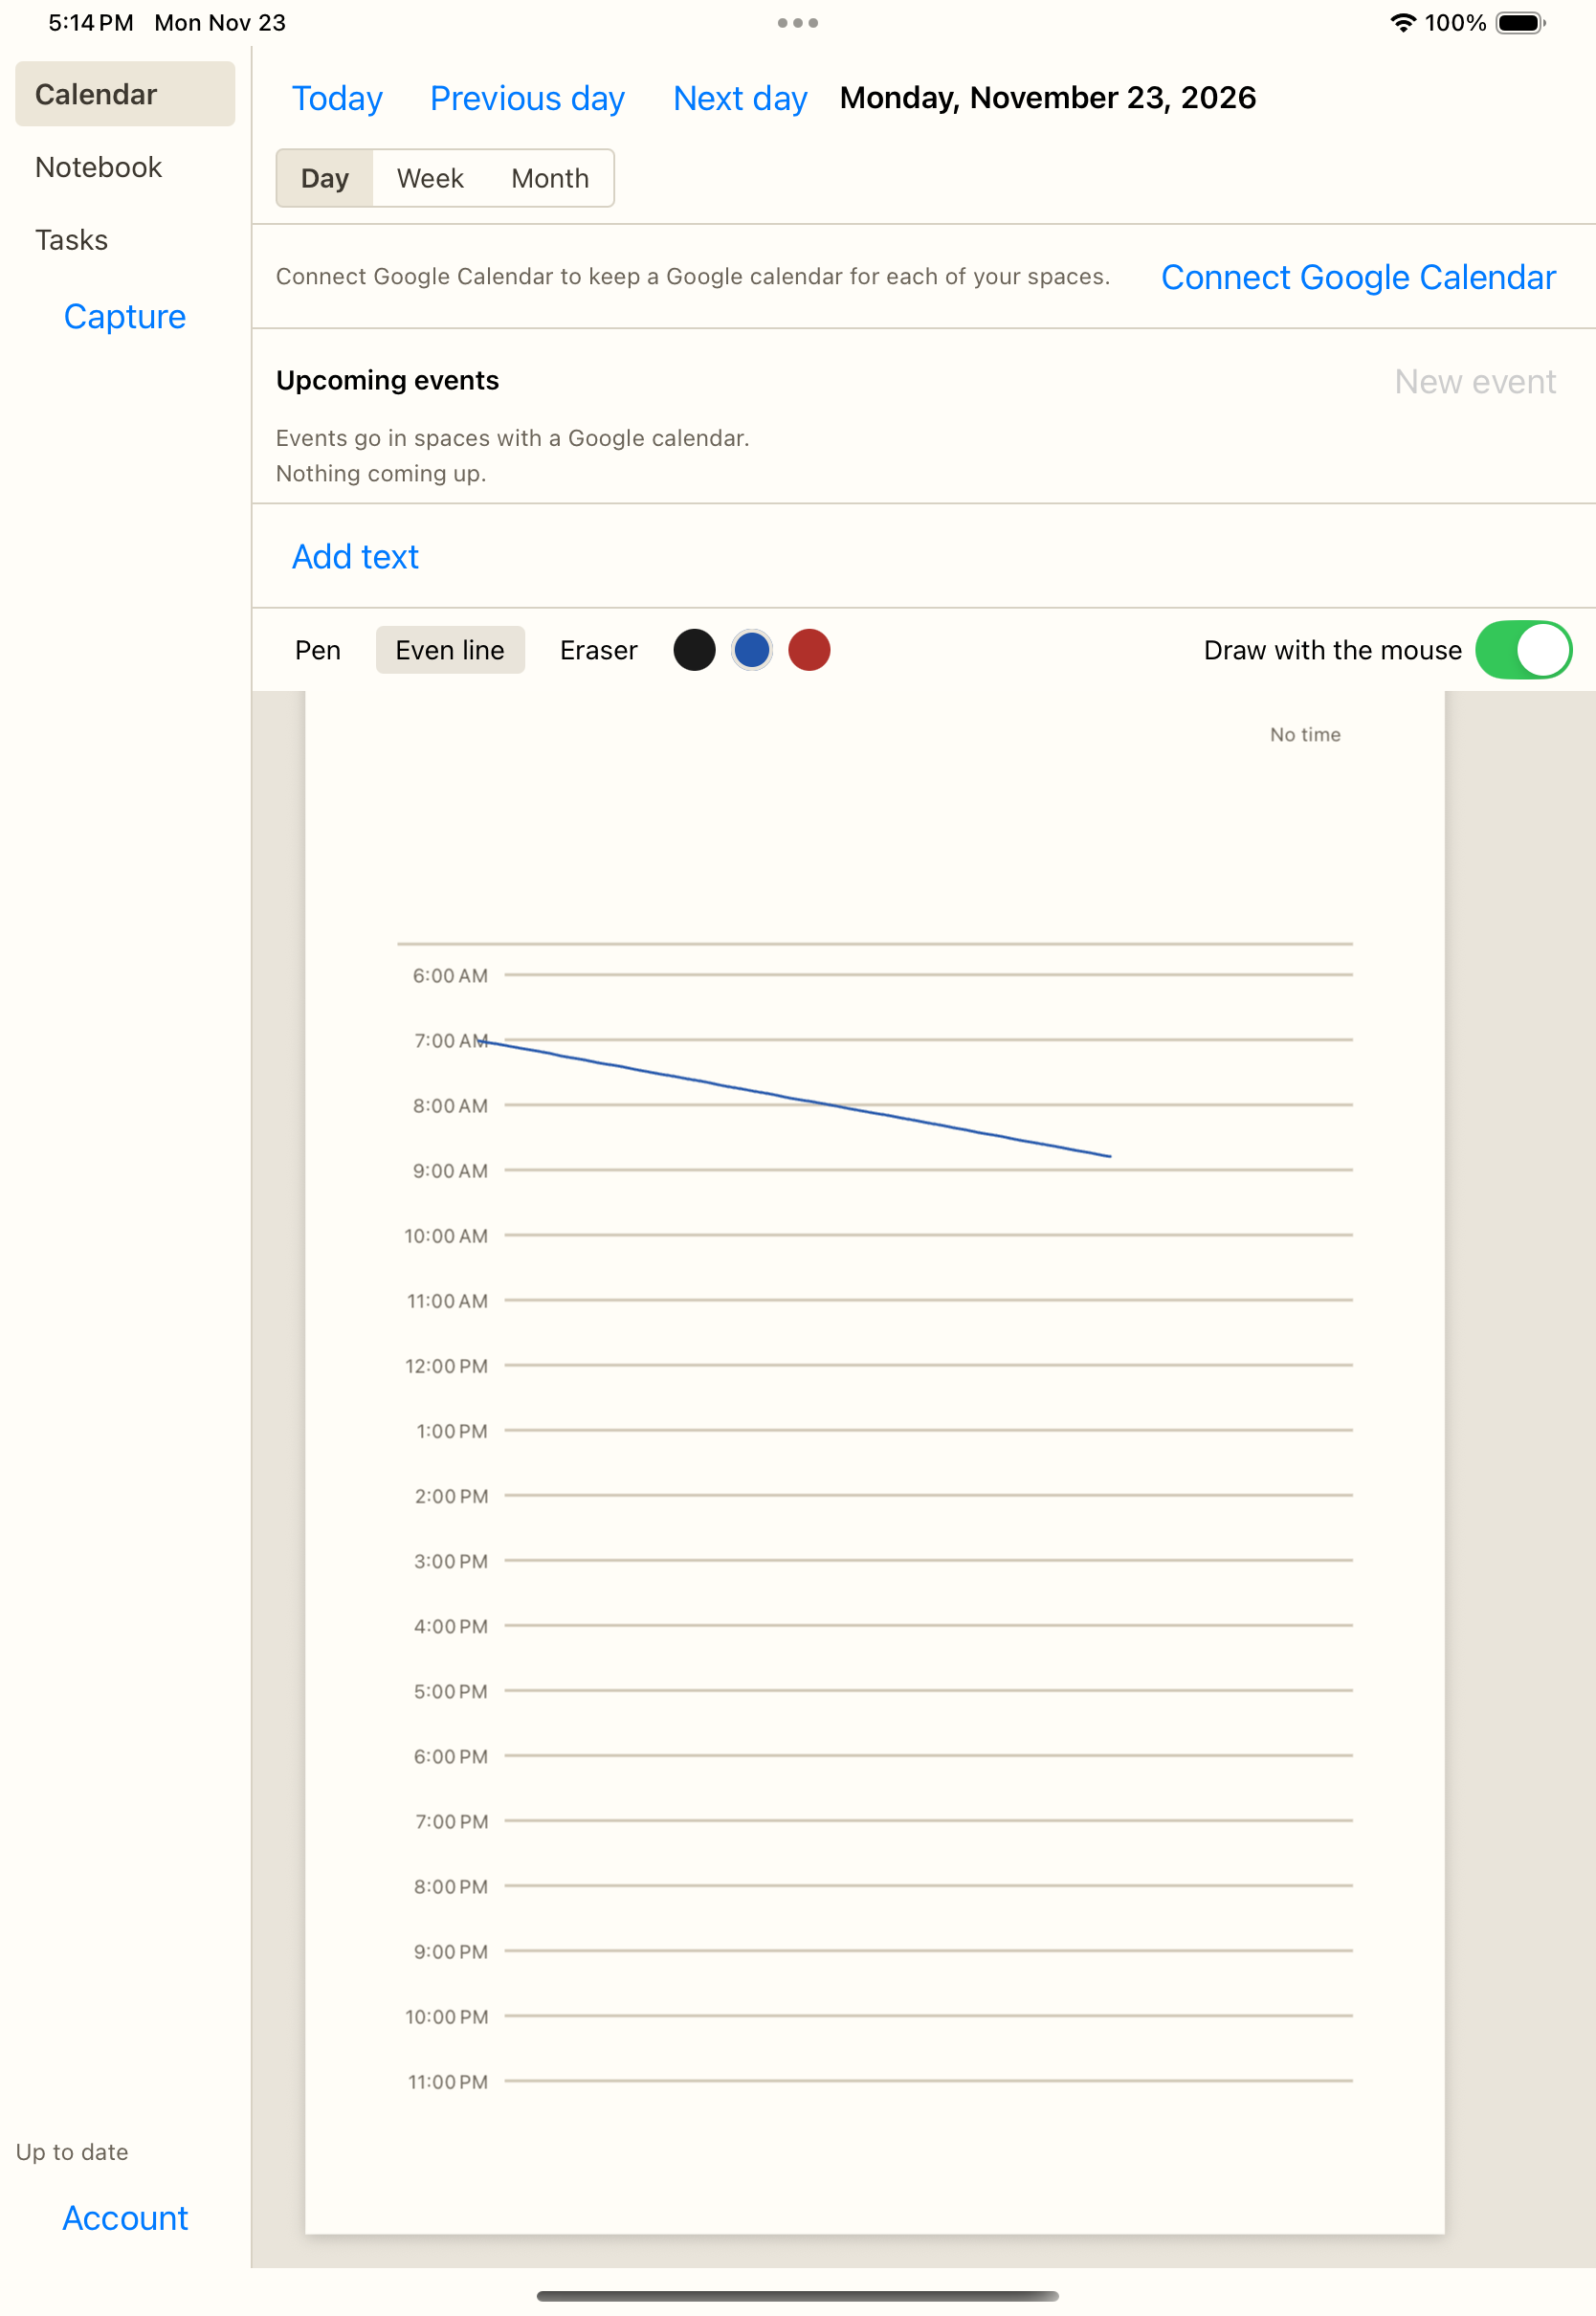 5:14 PM Mon Nov 23
100%
Calendar
Notebook
Tasks
Capture
Today Previous day Next day Monday, November 23, 2026
Day Week Month
Connect Google Calendar to keep a Google calendar for each of your spaces. Connect Google Calendar
Upcoming events New event
Events go in spaces with a Google calendar.
Nothing coming up.
Add text
Pen Even line Eraser Draw with the mouse
No time
6:00 AM
7:00 AM
8:00 AM
9:00 AM
10:00 AM
11:00 AM
12:00 PM
1:00 PM
2:00 PM
3:00 PM
4:00 PM
5:00 PM
6:00 PM
7:00 PM
8:00 PM
9:00 PM
10:00 PM
11:00 PM
Up to date
Account